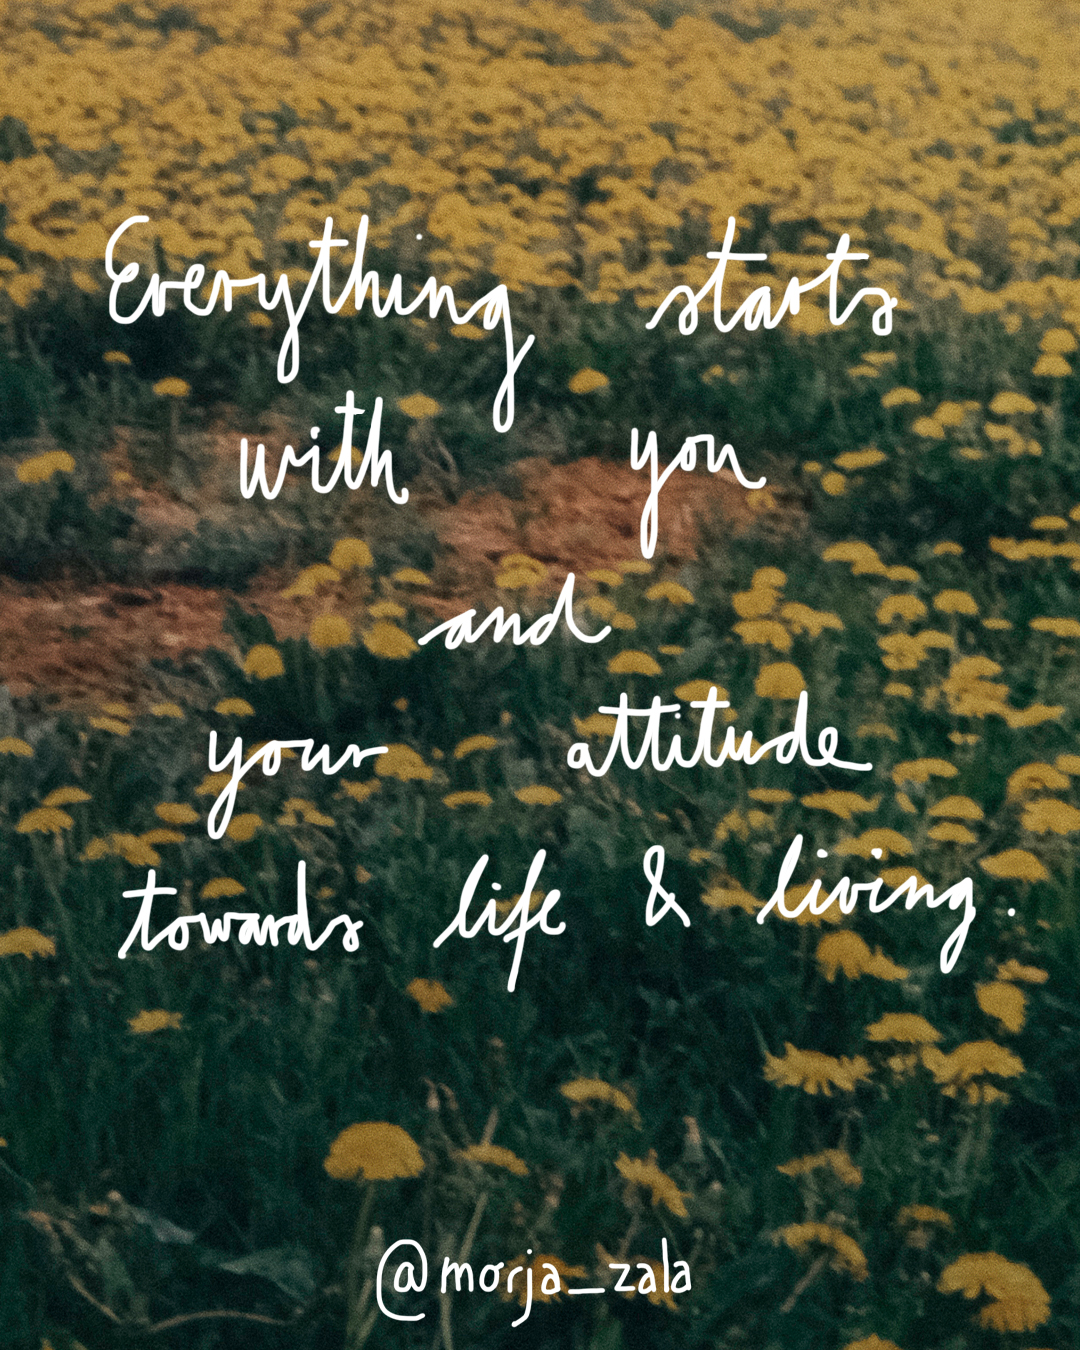 Everything starts
with you
and
your attitude
towards life & living.
@morja_zala